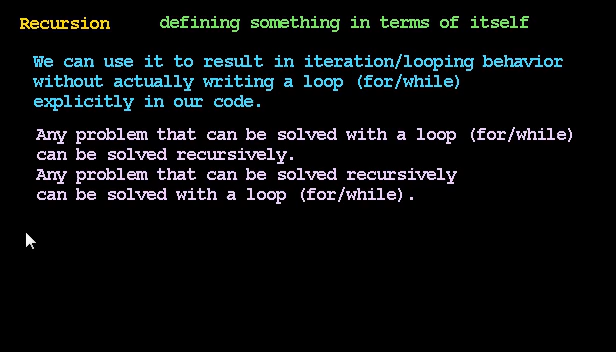 Recursion defining something in terms of itself
We can use it to result in iteration/looping behavior
without actually writing a loop (for/while)
explicitly in our code.
Any problem that can be solved with a loop (for/while)
can be solved recursively.
Any problem that can be solved recursively
can be solved with a loop (for/while).